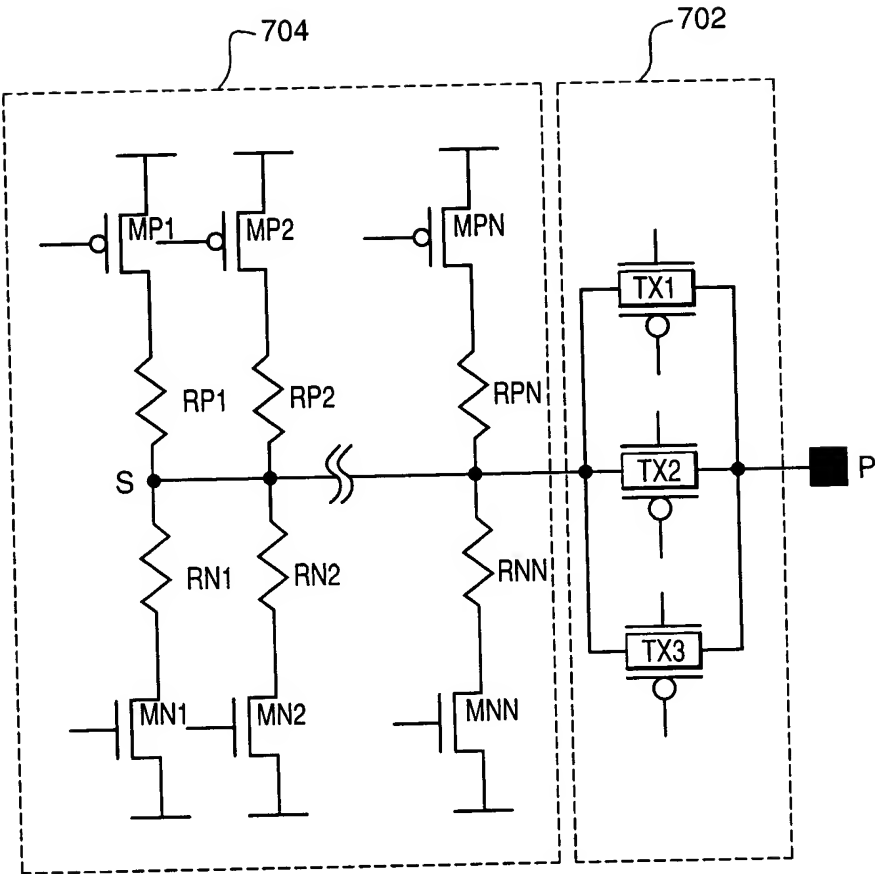 704
702
MP1
MP2
MPN
TX1
RP1
RP2
RPN
S
TX2
P
RN1
RN2
RNN
TX3
MN1
MN2
MNN